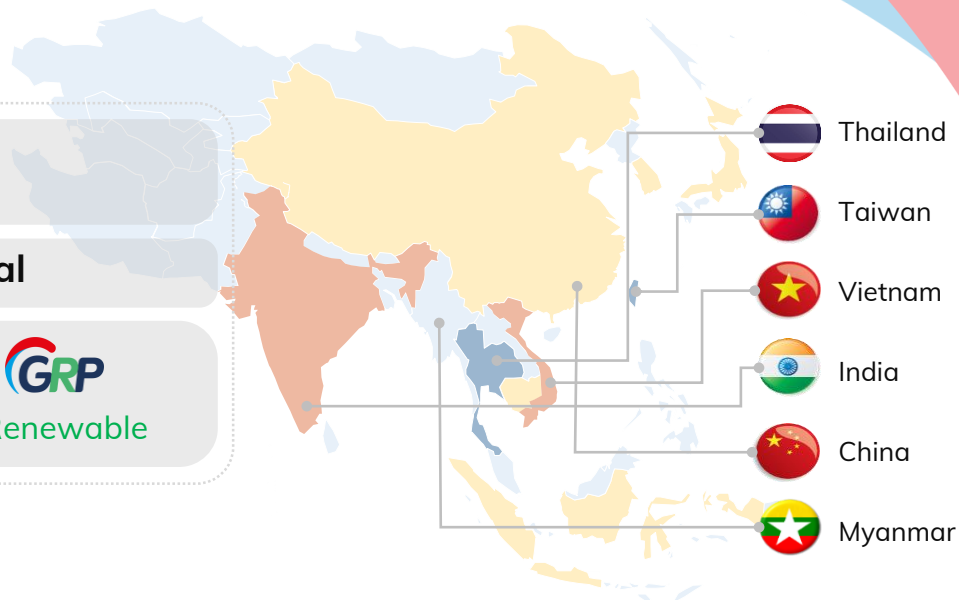 al
GRP
Renewable
Thailand
Taiwan
Vietnam
India
China
Myanmar